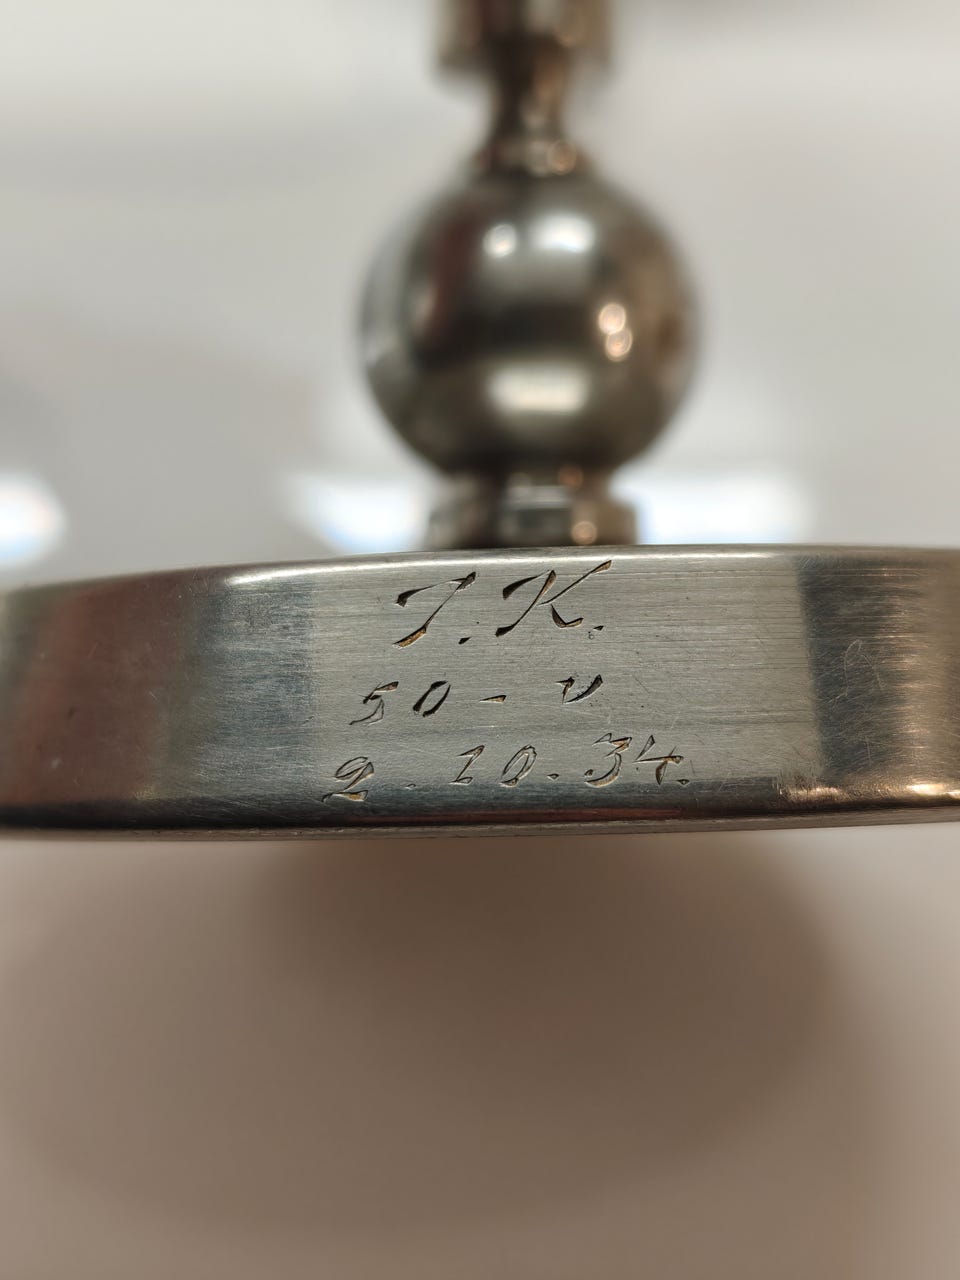 J. K.
50 - v
2. 10. 34.